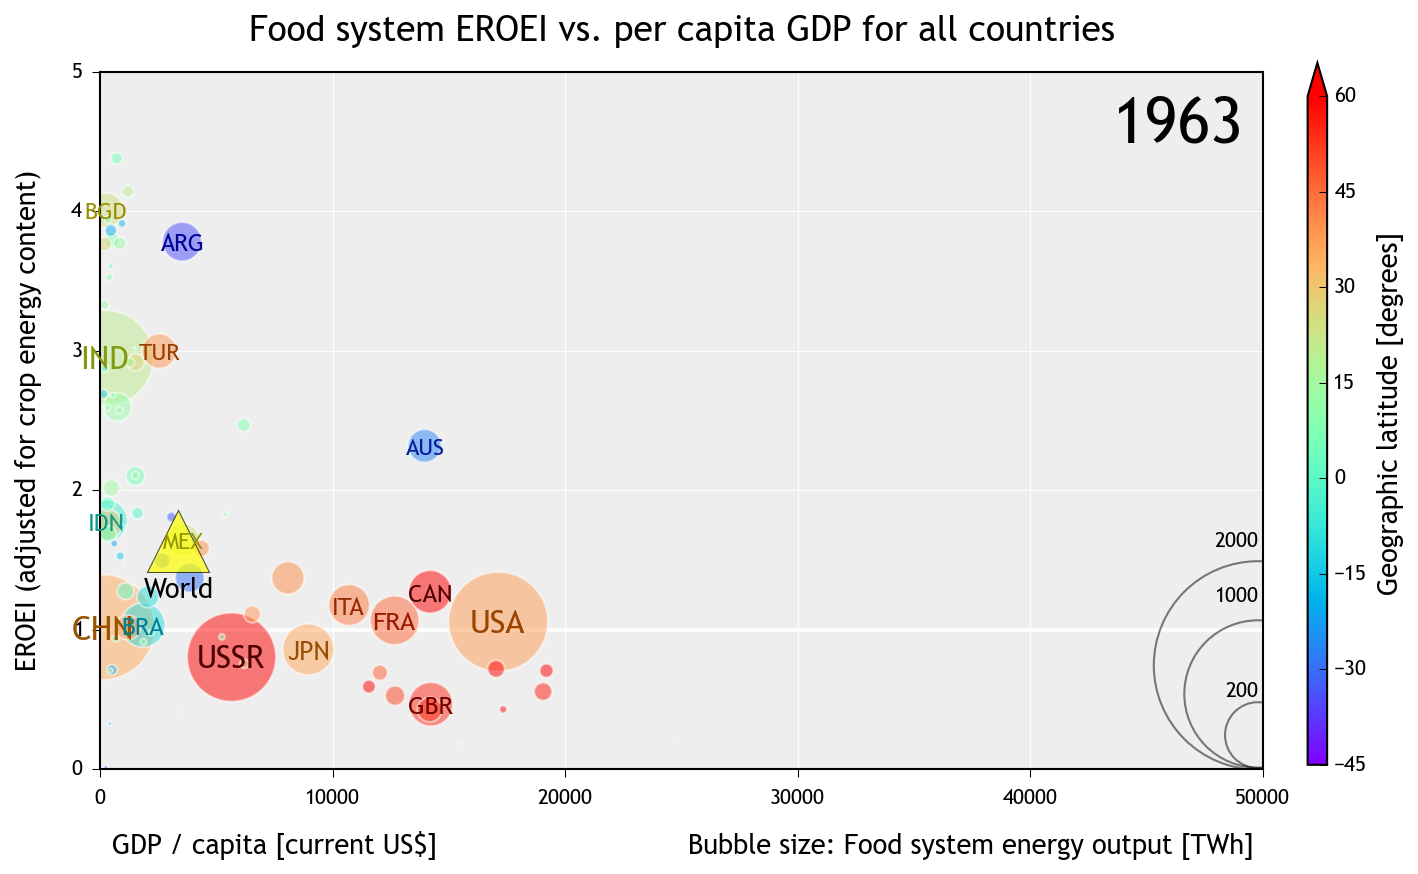 Food system EROEI vs. per capita GDP for all countries
1963
EROEI (adjusted for crop energy content)
5
4
3
2
1
0
BGD
ARG
IND
TUR
AUS
IDN
MEX
World
CHN
BRA
USSR
JPN
ITA
FRA
CAN
USA
GBR
2000
1000
200
0
10000
20000
30000
40000
50000
GDP / capita [current US$]
Bubble size: Food system energy output [TWh]
60
45
30
15
0
−15
−30
−45
Geographic latitude [degrees]